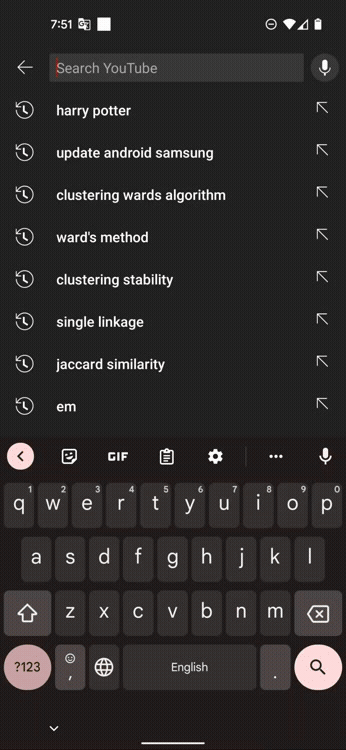 7:51
Search YouTube
harry potter
update android samsung
clustering wards algorithm
ward's method
clustering stability
single linkage
jaccard similarity
em
GIF
1 2 3 4 5 6 7 8 9 0
q w e r t y u i o p
a s d f g h j k l
z x c v b n m
?123 , English .